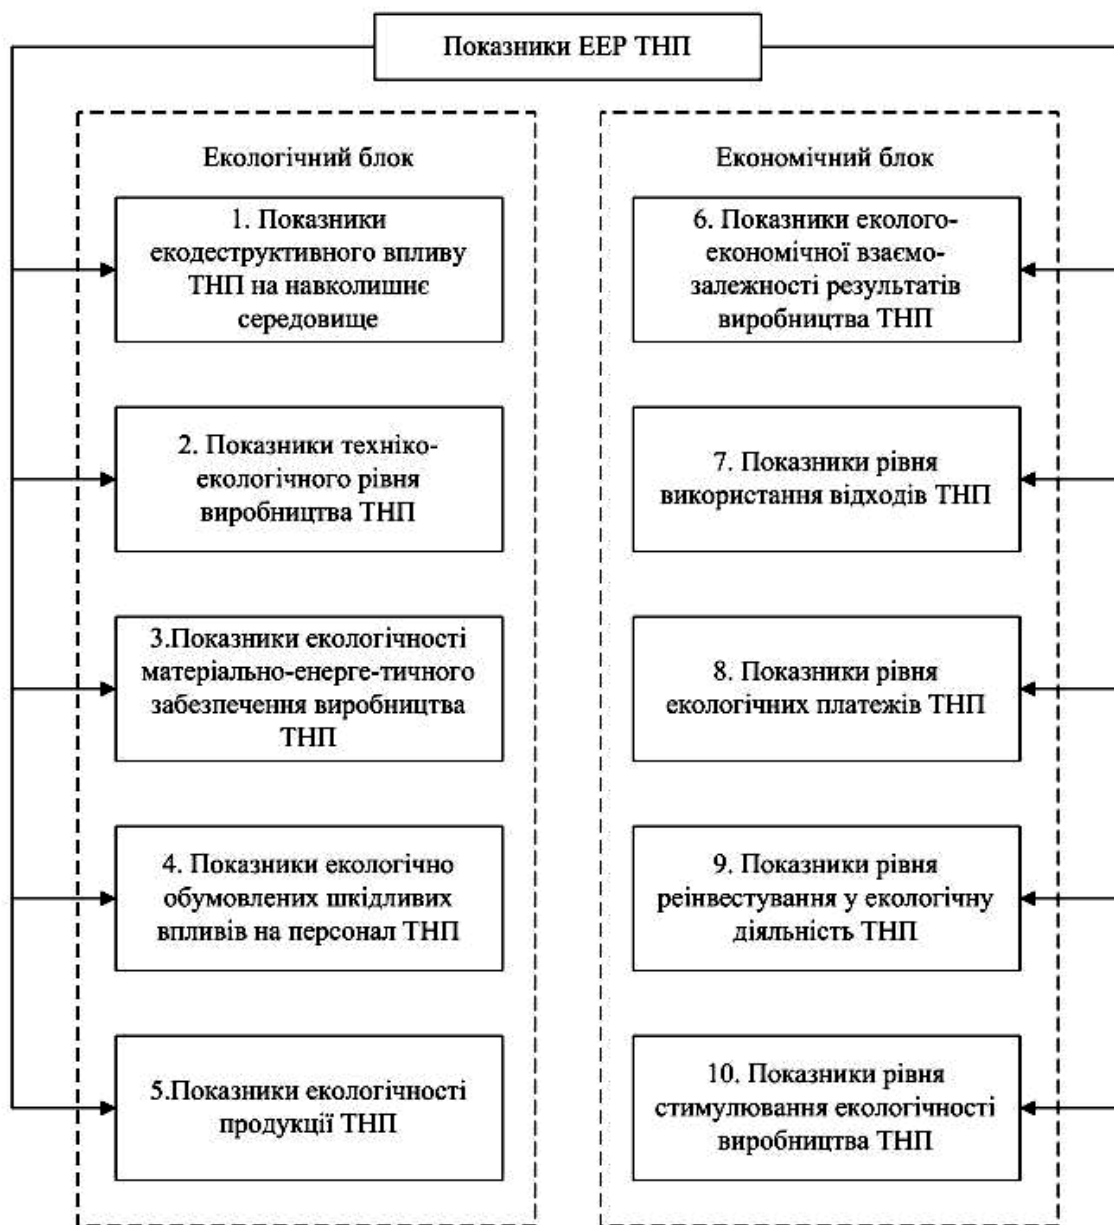 Показники ЕЕР ТНП
Екологічний блок
1. Показники
екодеструктивного впливу
ТНП на навколишнє
середовище
2. Показники техніко-
екологічного рівня
виробництва ТНП
3.Показники екологічності
матеріально-енерге-тичного
забезпечення виробництва
ТНП
4. Показники екологічно
обумовлених шкідливих
впливів на персонал ТНП
5.Показники екологічності
продукції ТНП
Економічний блок
6. Показники еколого-
економічної взаємо-
залежності результатів
виробництва ТНП
7. Показники рівня
використання відходів ТНП
8. Показники рівня
екологічних платежів ТНП
9. Показники рівня
реінвестування у екологічну
діяльність ТНП
10. Показники рівня
стимулювання екологічності
виробництва ТНП